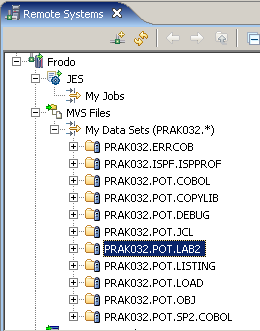 Remote Systems
Frodo
JES
My Jobs
MVS Files
My Data Sets (PRAK032.*)
PRAK032.ERRCOB
PRAK032.ISPF.ISPPROF
PRAK032.POT.COBOL
PRAK032.POT.COPYLIB
PRAK032.POT.DEBUG
PRAK032.POT.JCL
PRAK032.POT.LAB2
PRAK032.POT.LISTING
PRAK032.POT.LOAD
PRAK032.POT.OBJ
PRAK032.POT.SP2.COBOL